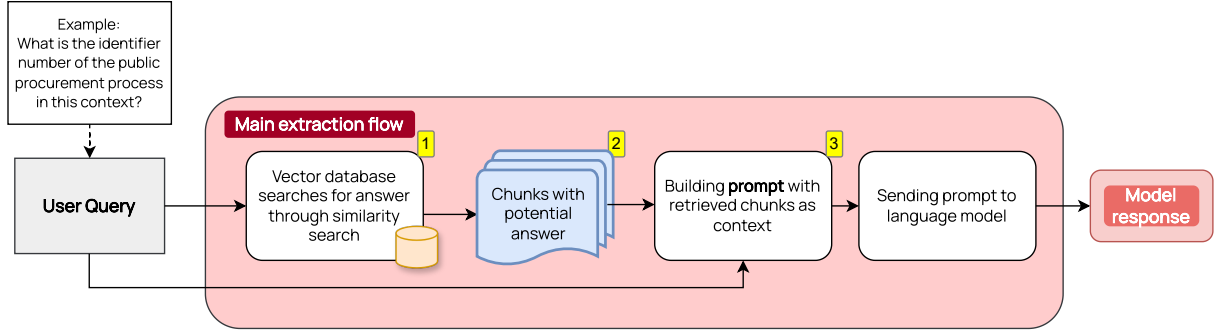 Example:
What is the identifier
number of the public
procurement process
in this context?
Main extraction flow
1
2
3
User Query
Vector database
searches for answer
through similarity
search
Chunks with
potential
answer
Building prompt with
retrieved chunks as
context
Sending prompt to
language model
Model
response